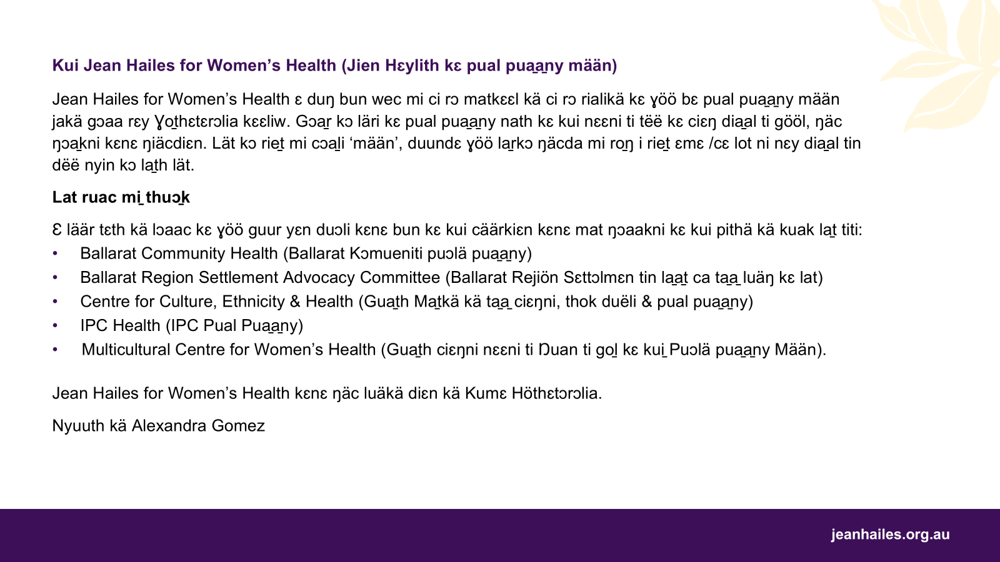 Kui Jean Hailes for Women’s Health (Jien Hɛylith kɛ pual pua̱a̱ny mään)
Jean Hailes for Women’s Health ɛ duŋ bun wec mi ci rɔ matkɛɛl kä ci rɔ rialikä kɛ ɣöö bɛ pual pua̱a̱ny mään
jakä gɔaa rɛy Ɣo̱thɛtɛrɔlia kɛɛliw. Gɔa̱r kɔ läri kɛ pual pua̱a̱ny nath kɛ kui nɛɛni ti tëë kɛ ciɛŋ dia̱al ti gööl, ŋäc
ŋɔa̱kni kɛnɛ ŋiäcdiɛn. Lät kɔ rie̱t mi cɔa̱li ‘mään’, duundɛ ɣöö la̱rkɔ ŋäcda mi ro̱ŋ i rie̱t ɛmɛ /cɛ lot ni nɛy dia̱al tin
dëë nyin kɔ la̱th lät.
Lat ruac mi̱ thuɔ̱k
Ɛ läär tɛth kä lɔaac kɛ ɣöö guur yɛn duɔli kɛnɛ bun kɛ kui cäärkiɛn kɛnɛ mat ŋɔaakni kɛ kui pithä kä kuak la̱t titi:
• Ballarat Community Health (Ballarat Kɔmueniti puɔlä pua̱a̱ny)
• Ballarat Region Settlement Advocacy Committee (Ballarat Rejiön Sɛttɔlmɛn tin la̱a̱t ca ta̱a̱ luäŋ kɛ lat)
• Centre for Culture, Ethnicity & Health (Gua̱th Ma̱tkä kä ta̱a̱ ciɛŋni, thok duëli & pual pua̱a̱ny)
• IPC Health (IPC Pual Pua̱a̱ny)
• Multicultural Centre for Women’s Health (Gua̱th ciɛŋni nɛɛni ti Ŋuan ti go̱l kɛ kui̱ Puɔlä pua̱a̱ny Mään).
Jean Hailes for Women’s Health kɛnɛ ŋäc luäkä diɛn kä Kumɛ Höthɛtɔrɔlia.
Nyuuth kä Alexandra Gomez
jeanhailes.org.au